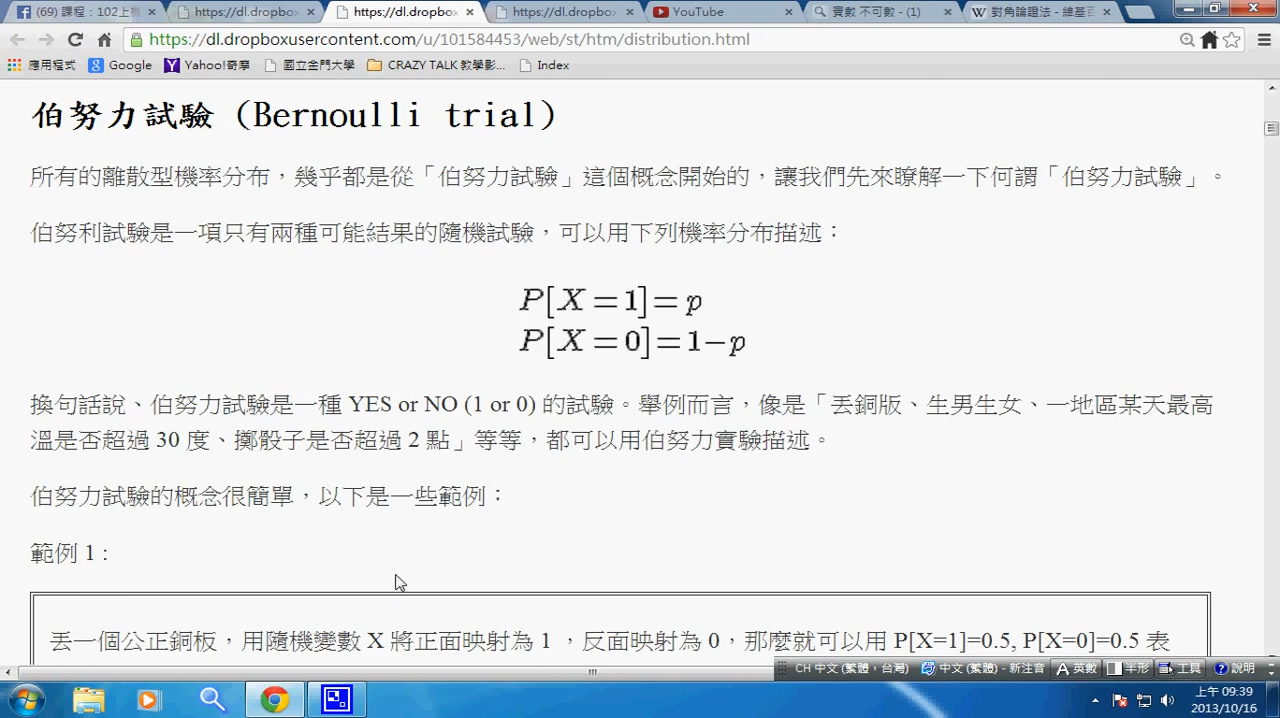 (69) 課程：102上機
https://dl.dropbox
https://dl.dropbox
https://dl.dropbox
YouTube
實數 不可數 - (1)
對角論證法 - 維基百
https://dl.dropboxusercontent.com/u/101584453/web/st/htm/distribution.html
應用程式
Google
Yahoo!奇摩
國立金門大學
CRAZY TALK 教學影...
Index
伯努力試驗 (Bernoulli trial)
所有的離散型機率分布，幾乎都是從「伯努力試驗」這個概念開始的，讓我們先來瞭解一下何謂「伯努力試驗」。
伯努利試驗是一項只有兩種可能結果的隨機試驗，可以用下列機率分布描述：
P[X=1]=p
P[X=0]=1−p
換句話說、伯努力試驗是一種 YES or NO (1 or 0) 的試驗。舉例而言，像是「丟銅版、生男生女、一地區某天最高
溫是否超過 30 度、擲骰子是否超過 2 點」等等，都可以用伯努力實驗描述。
伯努力試驗的概念很簡單，以下是一些範例：
範例 1 :
丟一個公正銅板，用隨機變數 X 將正面映射為 1 ，反面映射為 0，那麼就可以用 P[X=1]=0.5, P[X=0]=0.5 表
CH 中文 (繁體，台灣)
中文 (繁體) - 新注音
英數
半形
工具
說明
上午 09:39
2013/10/16